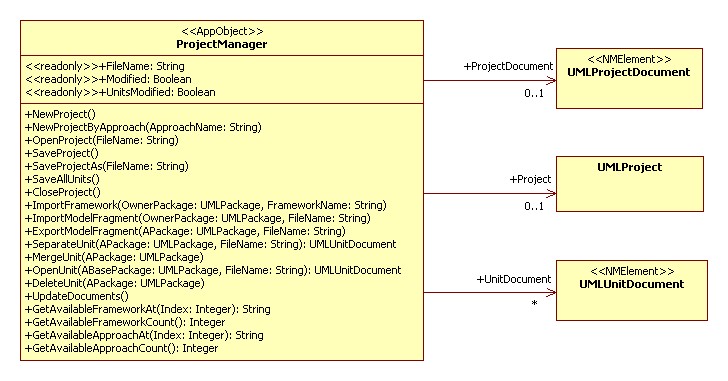 <<AppObject>>
ProjectManager
<<readonly>>+FileName: String
<<readonly>>+Modified: Boolean
<<readonly>>+UnitsModified: Boolean
+NewProject()
+NewProjectByApproach(ApproachName: String)
+OpenProject(FileName: String)
+SaveProject()
+SaveProjectAs(FileName: String)
+SaveAllUnits()
+CloseProject()
+ImportFramework(OwnerPackage: UMLPackage, FrameworkName: String)
+ImportModelFragment(OwnerPackage: UMLPackage, FileName: String)
+ExportModelFragment(APackage: UMLPackage, FileName: String)
+SeparateUnit(APackage: UMLPackage, FileName: String): UMLUnitDocument
+MergeUnit(APackage: UMLPackage)
+OpenUnit(ABasePackage: UMLPackage, FileName: String): UMLUnitDocument
+DeleteUnit(APackage: UMLPackage)
+UpdateDocuments()
+GetAvailableFrameworkAt(Index: Integer): String
+GetAvailableFrameworkCount(): Integer
+GetAvailableApproachAt(Index: Integer): String
+GetAvailableApproachCount(): Integer
+ProjectDocument
0..1
<<NMElement>>
UMLProjectDocument
+Project
0..1
UMLProject
+UnitDocument
*
<<NMElement>>
UMLUnitDocument